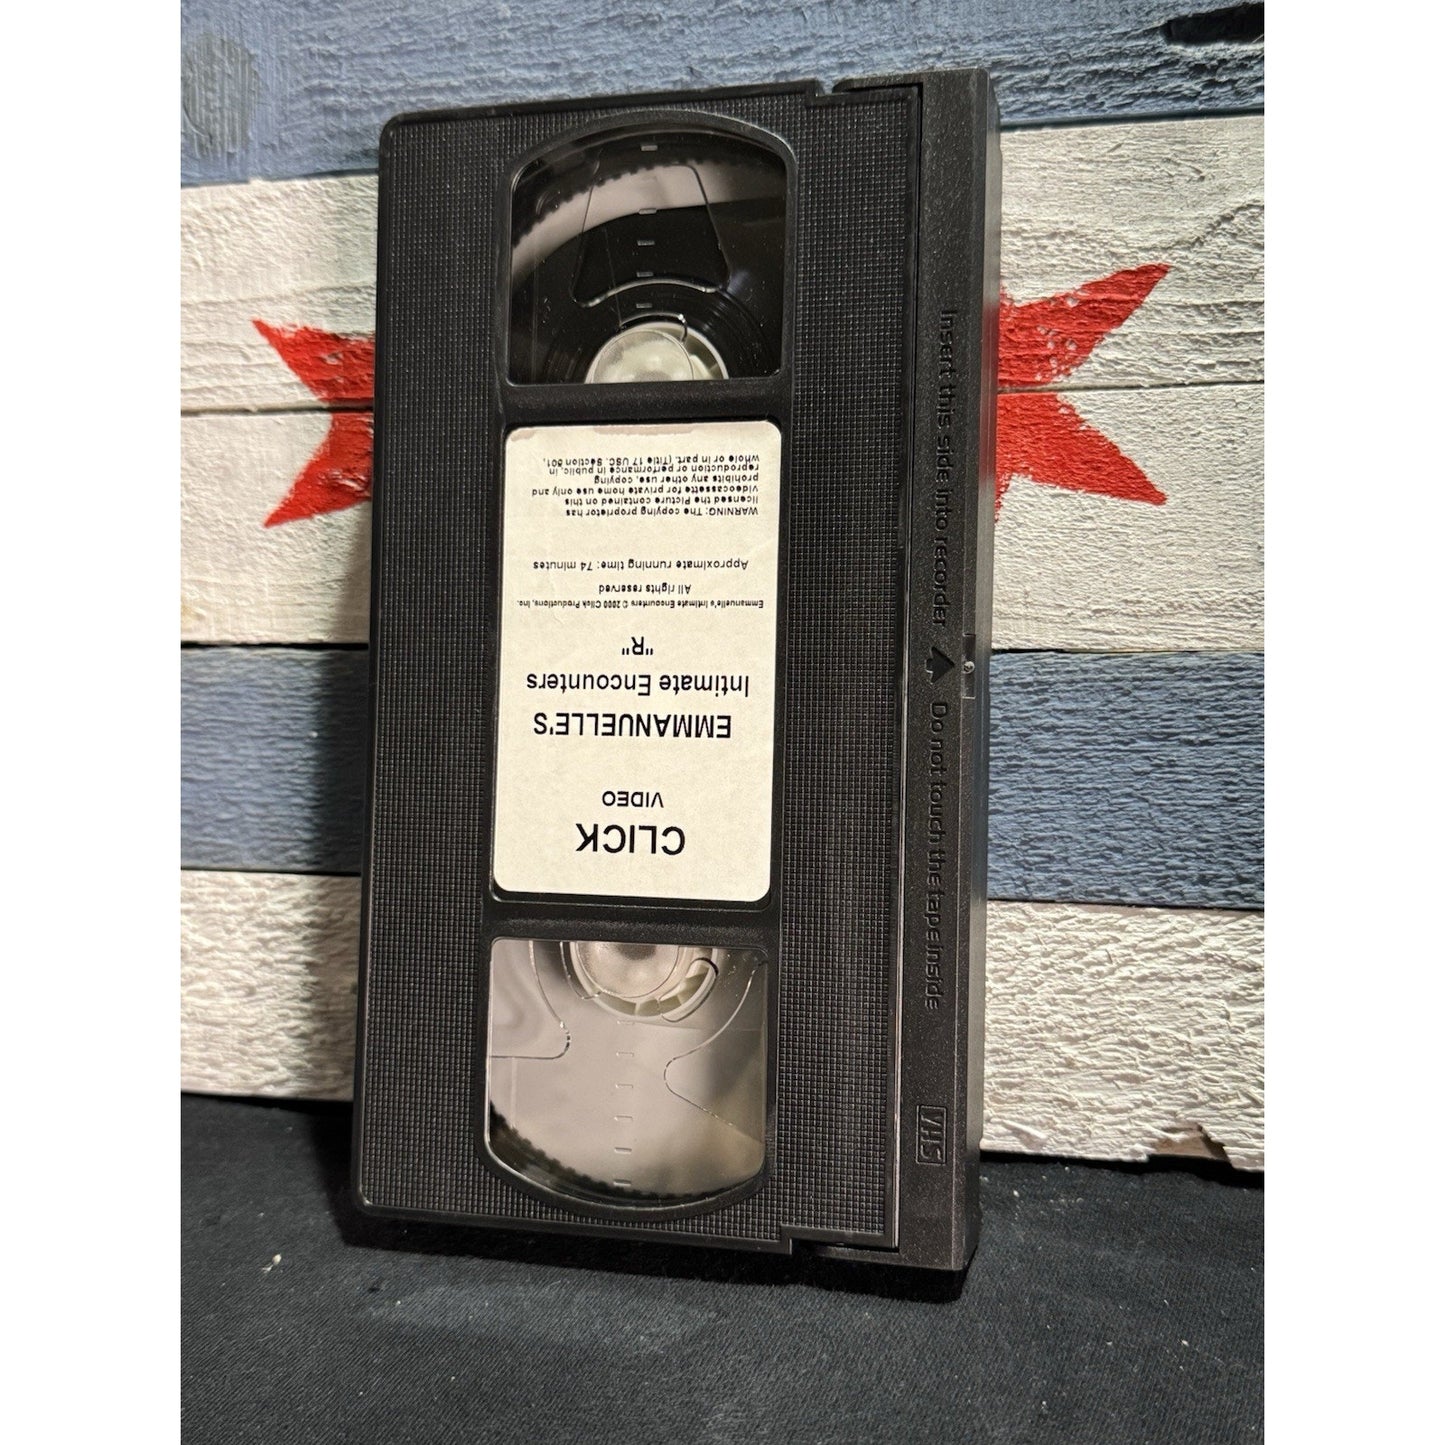 CLICK
VIDEO
EMMANUELLE'S
Intimate Encounters
"R"
Emmanuelle's Intimate Encounters © 2000 Click Productions, Inc.
All rights reserved
Approximate running time: 74 minutes
WARNING: The copying proprietor has
licensed the Picture contained on this
videocassette for private home use only and
prohibits any other use, copying
reproduction or performance in public, in
whole or in part. (Title 17 USC. Section 501,
Insert this side into recorder
Do not touch the tape inside
VHS